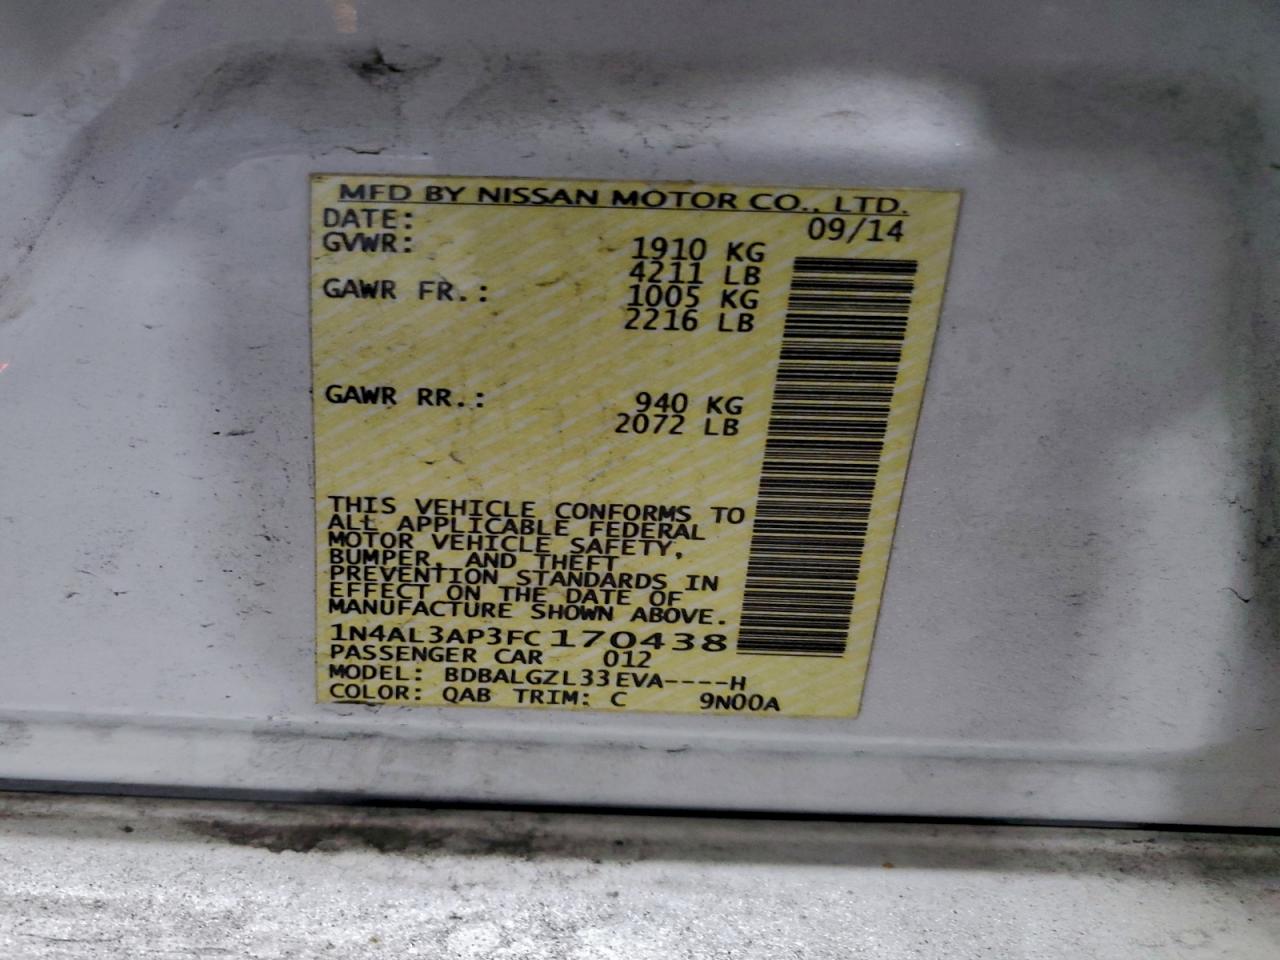 MFD BY NISSAN MOTOR CO., LTD.
DATE: 09/14
GVWR: 1910 KG
4211 LB
GAWR FR.: 1005 KG
2216 LB
GAWR RR.: 940 KG
2072 LB
THIS VEHICLE CONFORMS TO
ALL APPLICABLE FEDERAL
MOTOR VEHICLE SAFETY,
BUMPER, AND THEFT
PREVENTION STANDARDS IN
EFFECT ON THE DATE OF
MANUFACTURE SHOWN ABOVE.
1N4AL3AP3FC170438
PASSENGER CAR 012
MODEL: BDBALGZL33EVA----H
COLOR: QAB TRIM: C 9N00A